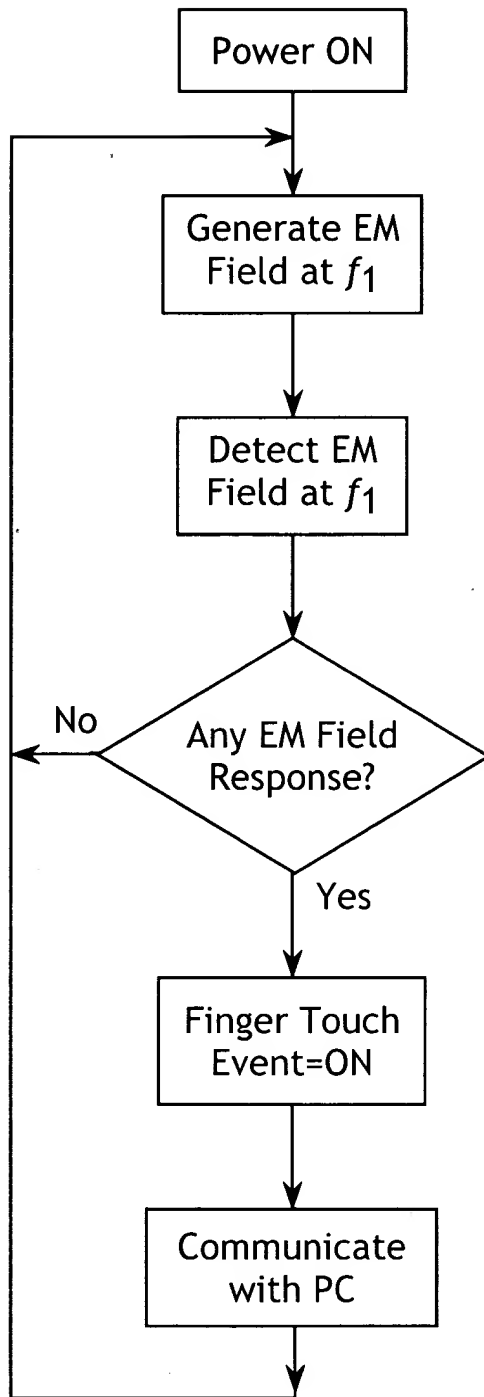 Power ON
Generate EM
Field at f1
Detect EM
Field at f1
No
Any EM Field
Response?
Yes
Finger Touch
Event=ON
Communicate
with PC